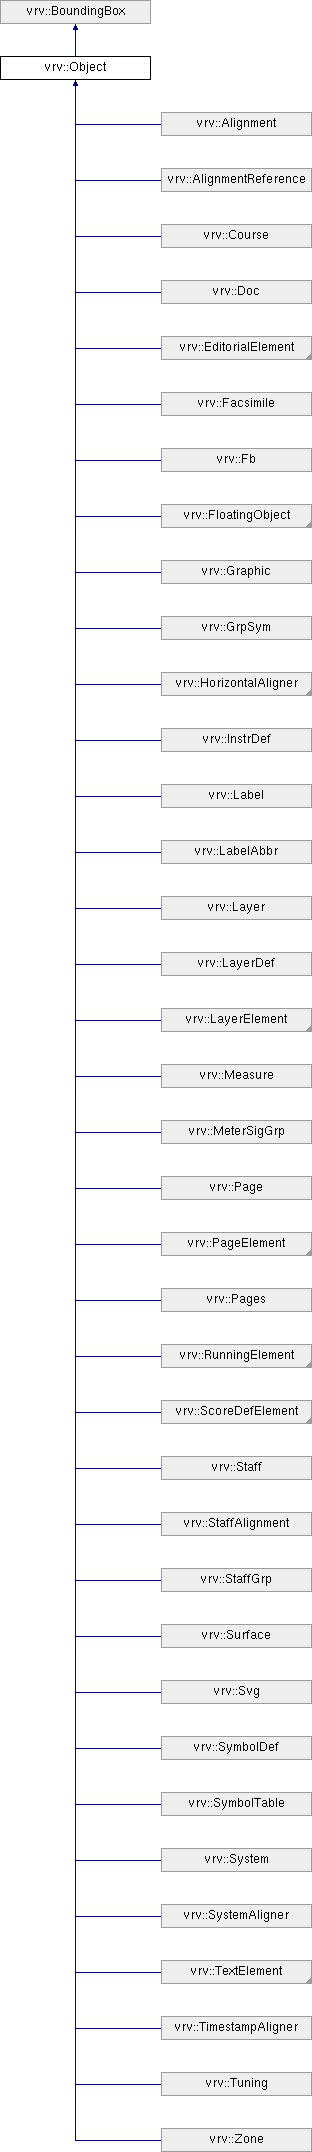 vrv::BoundingBox
vrv::Object
vrv::Alignment
vrv::AlignmentReference
vrv::Course
vrv::Doc
vrv::EditorialElement
vrv::Facsimile
vrv::Fb
vrv::FloatingObject
vrv::Graphic
vrv::GrpSym
vrv::HorizontalAligner
vrv::InstrDef
vrv::Label
vrv::LabelAbbr
vrv::Layer
vrv::LayerDef
vrv::LayerElement
vrv::Measure
vrv::MeterSigGrp
vrv::Page
vrv::PageElement
vrv::Pages
vrv::RunningElement
vrv::ScoreDefElement
vrv::Staff
vrv::StaffAlignment
vrv::StaffGrp
vrv::Surface
vrv::Svg
vrv::SymbolDef
vrv::SymbolTable
vrv::System
vrv::SystemAligner
vrv::TextElement
vrv::TimestampAligner
vrv::Tuning
vrv::Zone